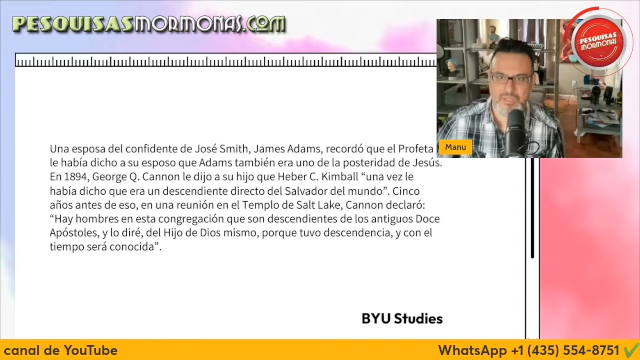 PESQUISASMORMONAS.COM
PESQUISAS
MORMONAS
Manu
Una esposa del confidente de José Smith, James Adams, recordó que el Profeta
le había dicho a su esposo que Adams también era uno de la posteridad de Jesús.
En 1894, George Q. Cannon le dijo a su hijo que Heber C. Kimball “una vez le
había dicho que era un descendiente directo del Salvador del mundo”. Cinco
años antes de eso, en una reunión en el Templo de Salt Lake, Cannon declaró:
“Hay hombres en esta congregación que son descendientes de los antiguos Doce
Apóstoles, y lo diré, del Hijo de Dios mismo, porque tuvo descendencia, y con el
tiempo será conocida”.
BYU Studies
canal de YouTube
WhatsApp +1 (435) 554-8751